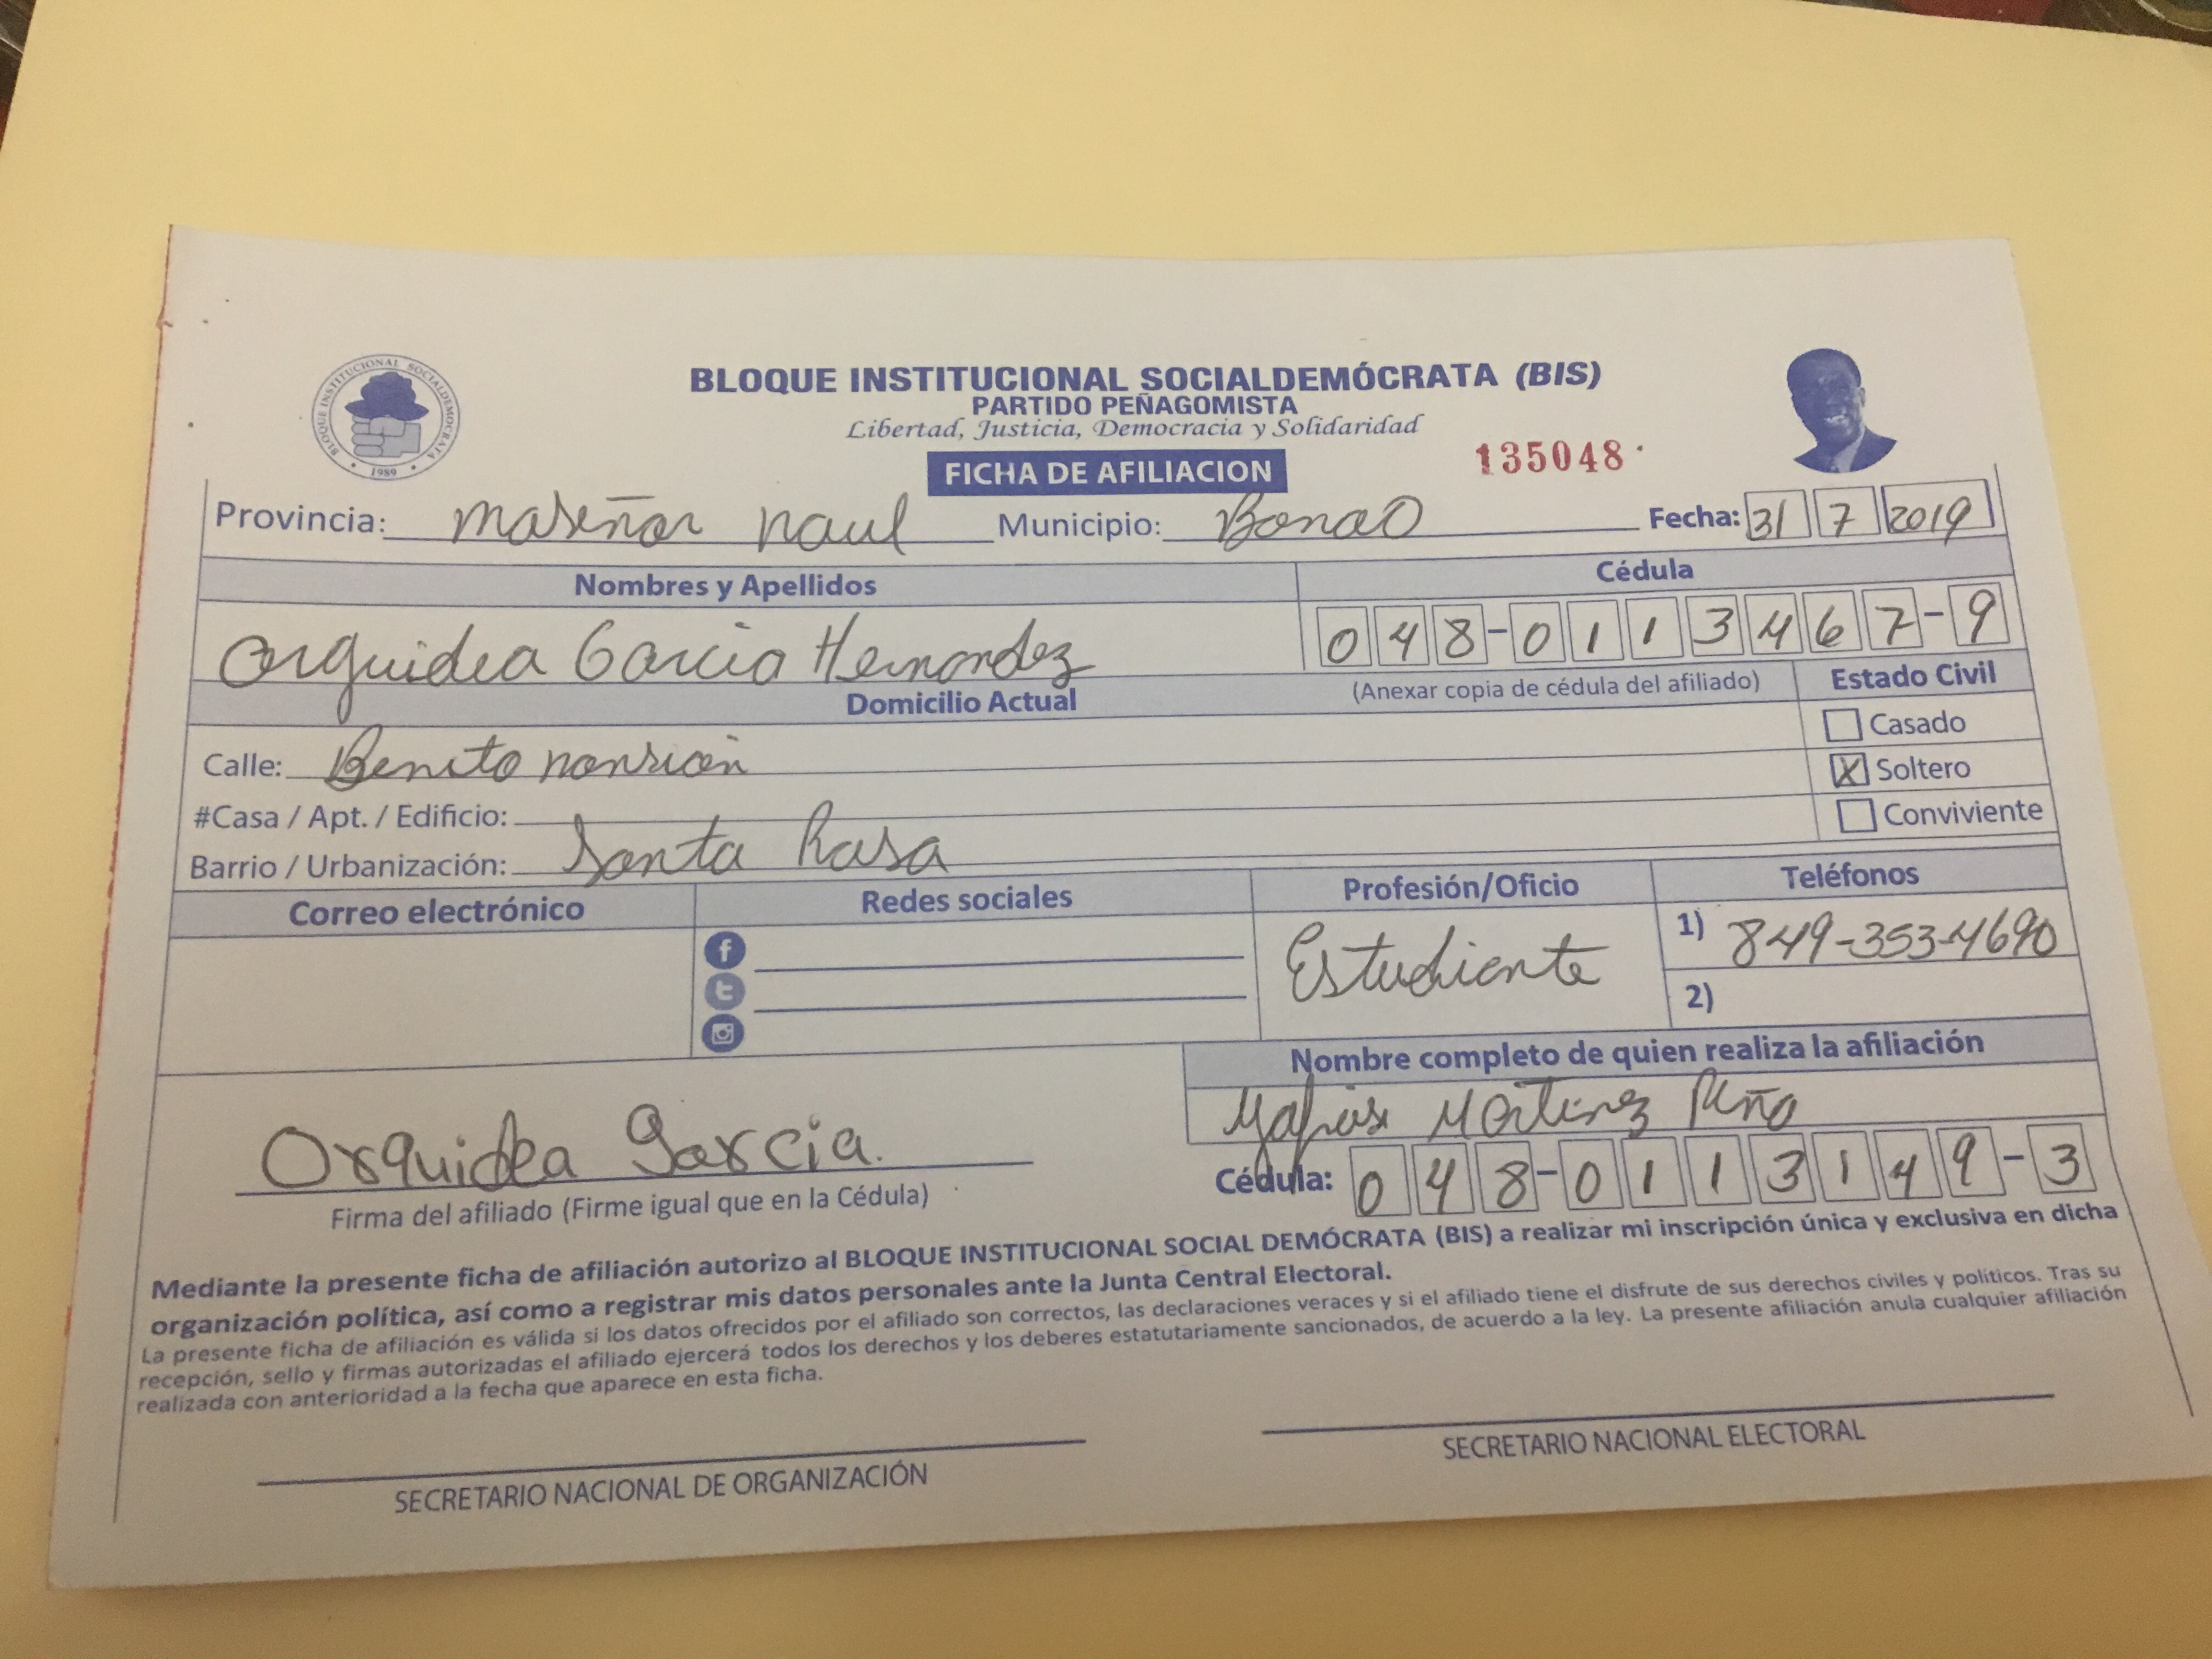 BLOQUE INSTITUCIONAL SOCIALDEMOCRATA
1989
BLOQUE INSTITUCIONAL SOCIALDEMÓCRATA (BIS)
PARTIDO PEÑAGOMISTA
Libertad, Justicia, Democracia y Solidaridad
135048
FICHA DE AFILIACION
Provincia: Maseñor naul Municipio: Bonao Fecha: 31 7 2019
Nombres y Apellidos Cédula
Orquidea Garcia Hernandez 048-0113467-9
Domicilio Actual (Anexar copia de cédula del afiliado) Estado Civil
Casado
Calle: Benito
X Soltero
#Casa / Apt. / Edificio:
Conviviente
Barrio / Urbanización: Santa Rasa
Correo electrónico Redes sociales Profesión/Oficio Teléfonos
Estudiente
1) 849-353-4690
2)
Nombre completo de quien realiza la afiliación
Martinez Peña
Orquidea Garcia.
Cédula: 048-0113149-3
Firma del afiliado (Firme igual que en la Cédula)
Mediante la presente ficha de afiliación autorizo al BLOQUE INSTITUCIONAL SOCIAL DEMÓCRATA (BIS) a realizar mi inscripción única y exclusiva en dicha
organización política, así como a registrar mis datos personales ante la Junta Central Electoral.
La presente ficha de afiliación es válida si los datos ofrecidos por el afiliado son correctos, las declaraciones veraces y si el afiliado tiene el disfrute de sus derechos civiles y políticos. Tras su
recepción, sello y firmas autorizadas el afiliado ejercerá todos los derechos y los deberes estatutariamente sancionados, de acuerdo a la ley. La presente afiliación anula cualquier afiliación
realizada con anterioridad a la fecha que aparece en esta ficha.
SECRETARIO NACIONAL DE ORGANIZACIÓN
SECRETARIO NACIONAL ELECTORAL